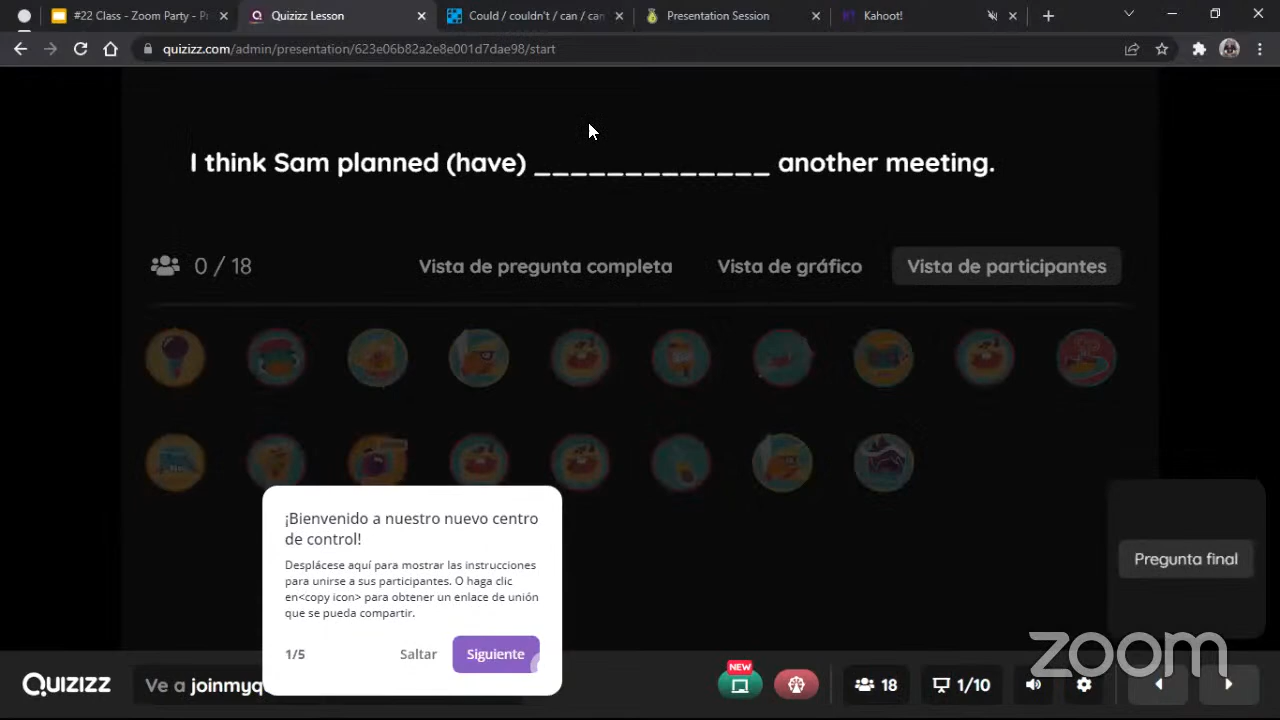 #22 Class - Zoom Party - Pr
Quizizz Lesson
Could / couldn't / can / can
Presentation Session
Kahoot!
quizizz.com/admin/presentation/623e06b82a2e8e001d7dae98/start
I think Sam planned (have) _____________ another meeting.
0 / 18
Vista de pregunta completa
Vista de gráfico
Vista de participantes
¡Bienvenido a nuestro nuevo centro
de control!
Desplácese aquí para mostrar las instrucciones
para unirse a sus participantes. O haga clic
en<copy icon> para obtener un enlace de unión
que se pueda compartir.
1/5
Saltar
Siguiente
Pregunta final
zoom
Quizizz
Ve a joinmyq
NEW
18
1/10